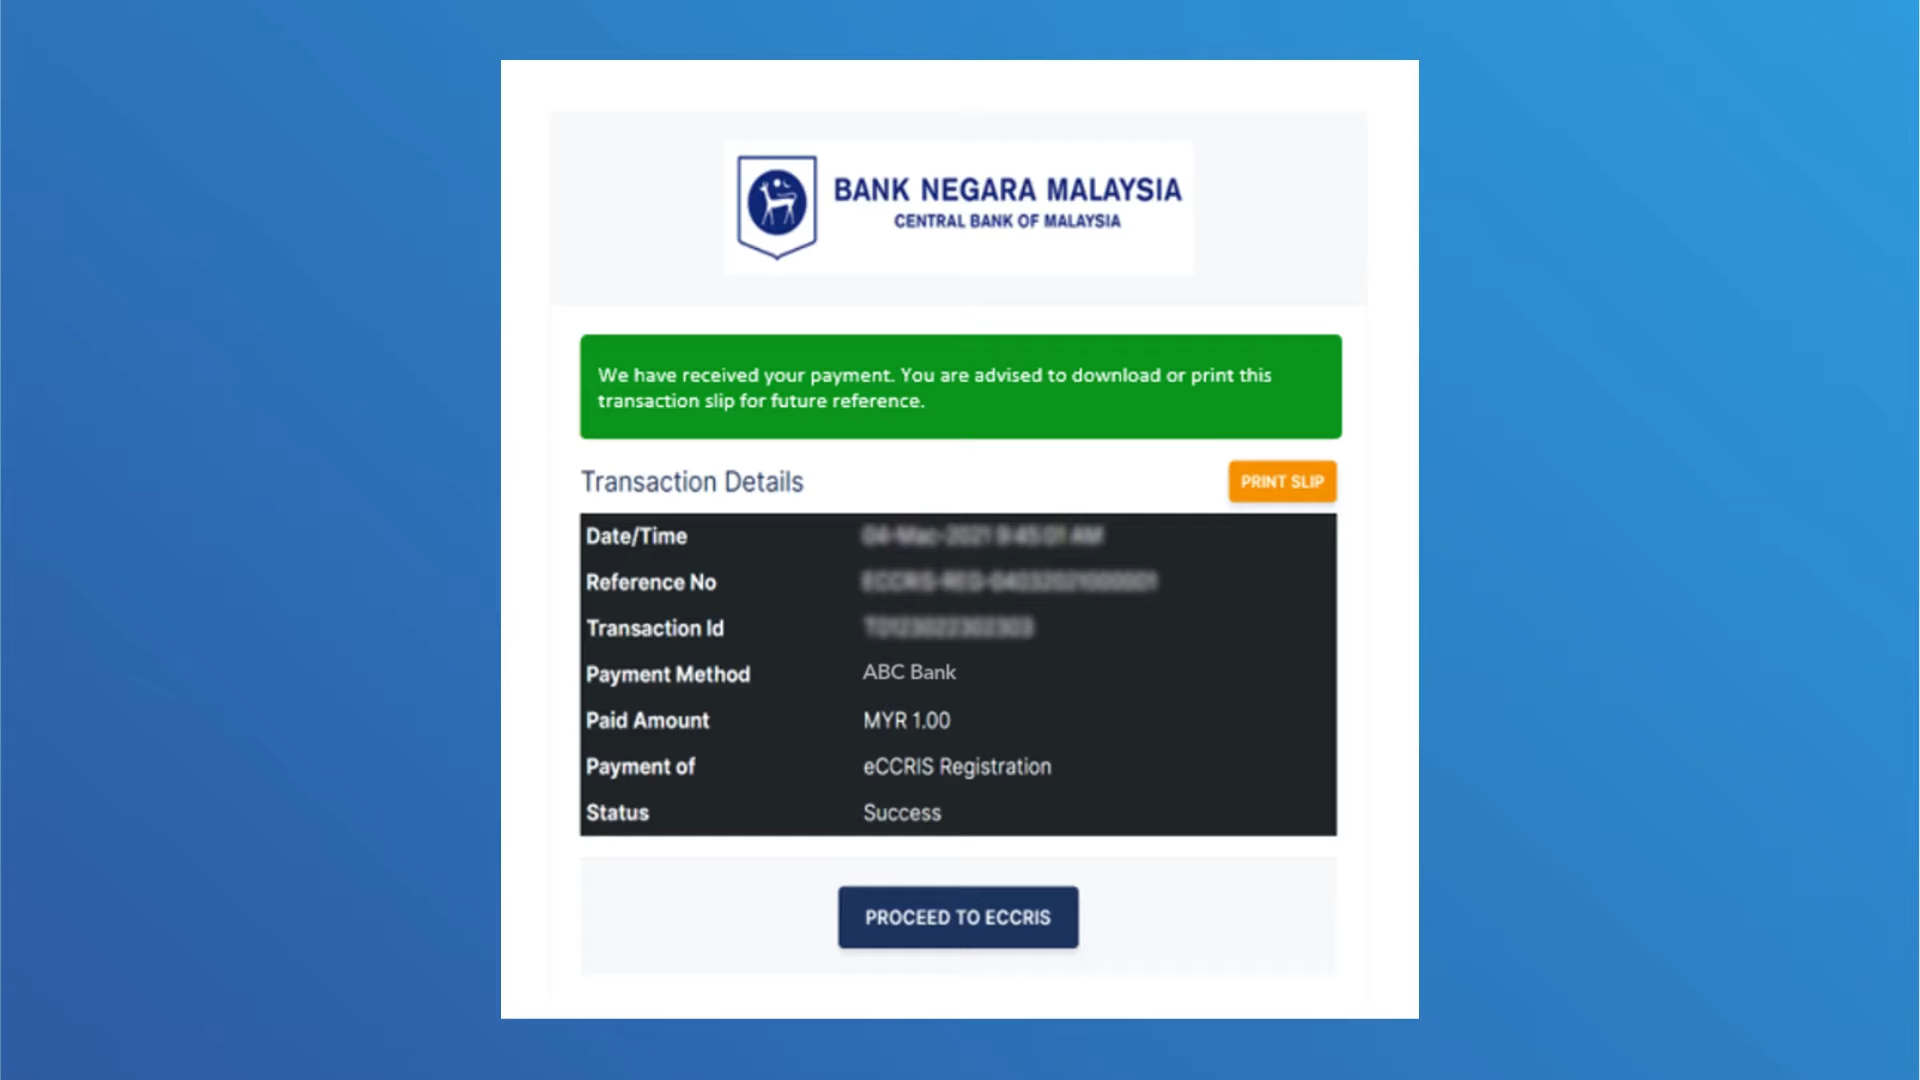 BANK NEGARA MALAYSIA
CENTRAL BANK OF MALAYSIA
We have received your payment. You are advised to download or print this
transaction slip for future reference.
Transaction Details
PRINT SLIP
Date/Time
Reference No
Transaction Id
Payment Method ABC Bank
Paid Amount MYR 1.00
Payment of eCCRIS Registration
Status Success
PROCEED TO ECCRIS